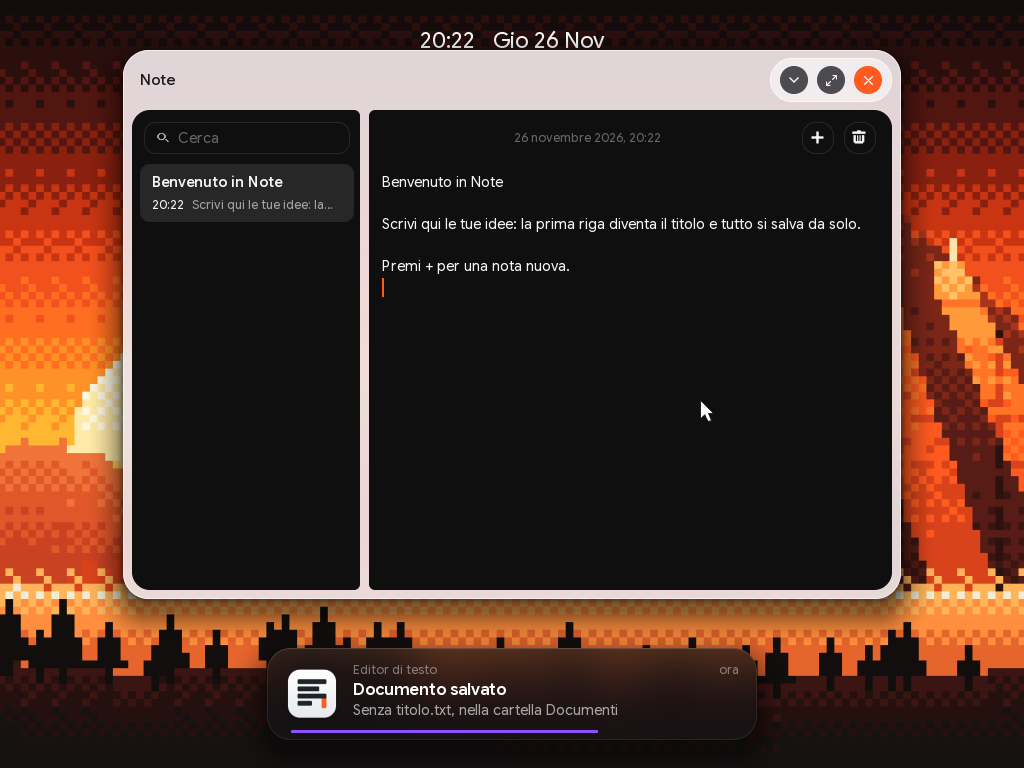 20:22 Gio 26 Nov
Note
Cerca
26 novembre 2026, 20:22
Benvenuto in Note
20:22 Scrivi qui le tue idee: la...
Benvenuto in Note
Scrivi qui le tue idee: la prima riga diventa il titolo e tutto si salva da solo.
Premi + per una nota nuova.
Editor di testo
ora
Documento salvato
Senza titolo.txt, nella cartella Documenti